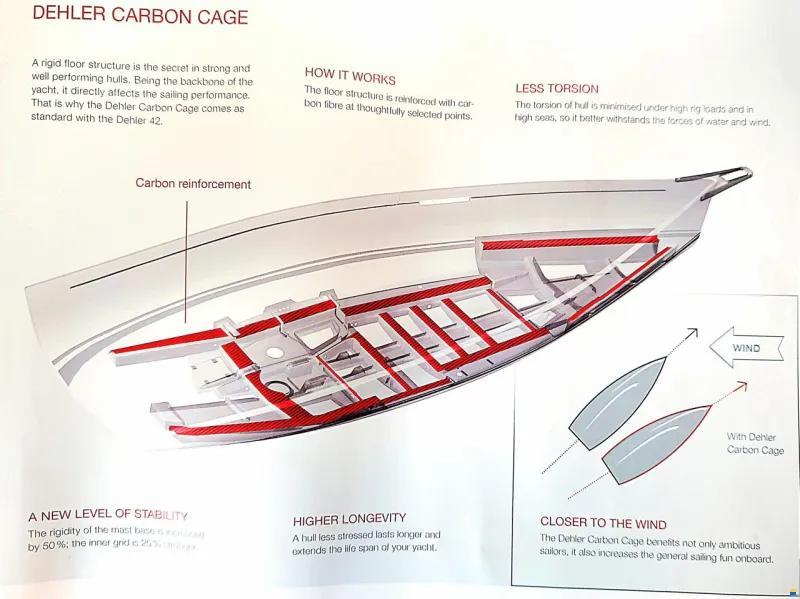 DEHLER CARBON CAGE
A rigid floor structure is the secret in strong and
well performing hulls. Being the backbone of the
yacht, it directly affects the sailing performance.
That is why the Dehler Carbon Cage comes as
standard with the Dehler 42.
HOW IT WORKS
The floor structure is reinforced with car-
bon fibre at thoughtfully selected points.
LESS TORSION
The torsion of hull is minimised under high rig loads and in
high seas, so it better withstands the forces of water and wind.
Carbon reinforcement
WIND
With Dehler
Carbon Cage
A NEW LEVEL OF STABILITY
The rigidity of the mast base is increased
by 50%; the inner grid is 25% stronger.
HIGHER LONGEVITY
A hull less stressed lasts longer and
extends the life span of your yacht.
CLOSER TO THE WIND
The Dehler Carbon Cage benefits not only ambitious
sailors, it also increases the general sailing fun onboard.